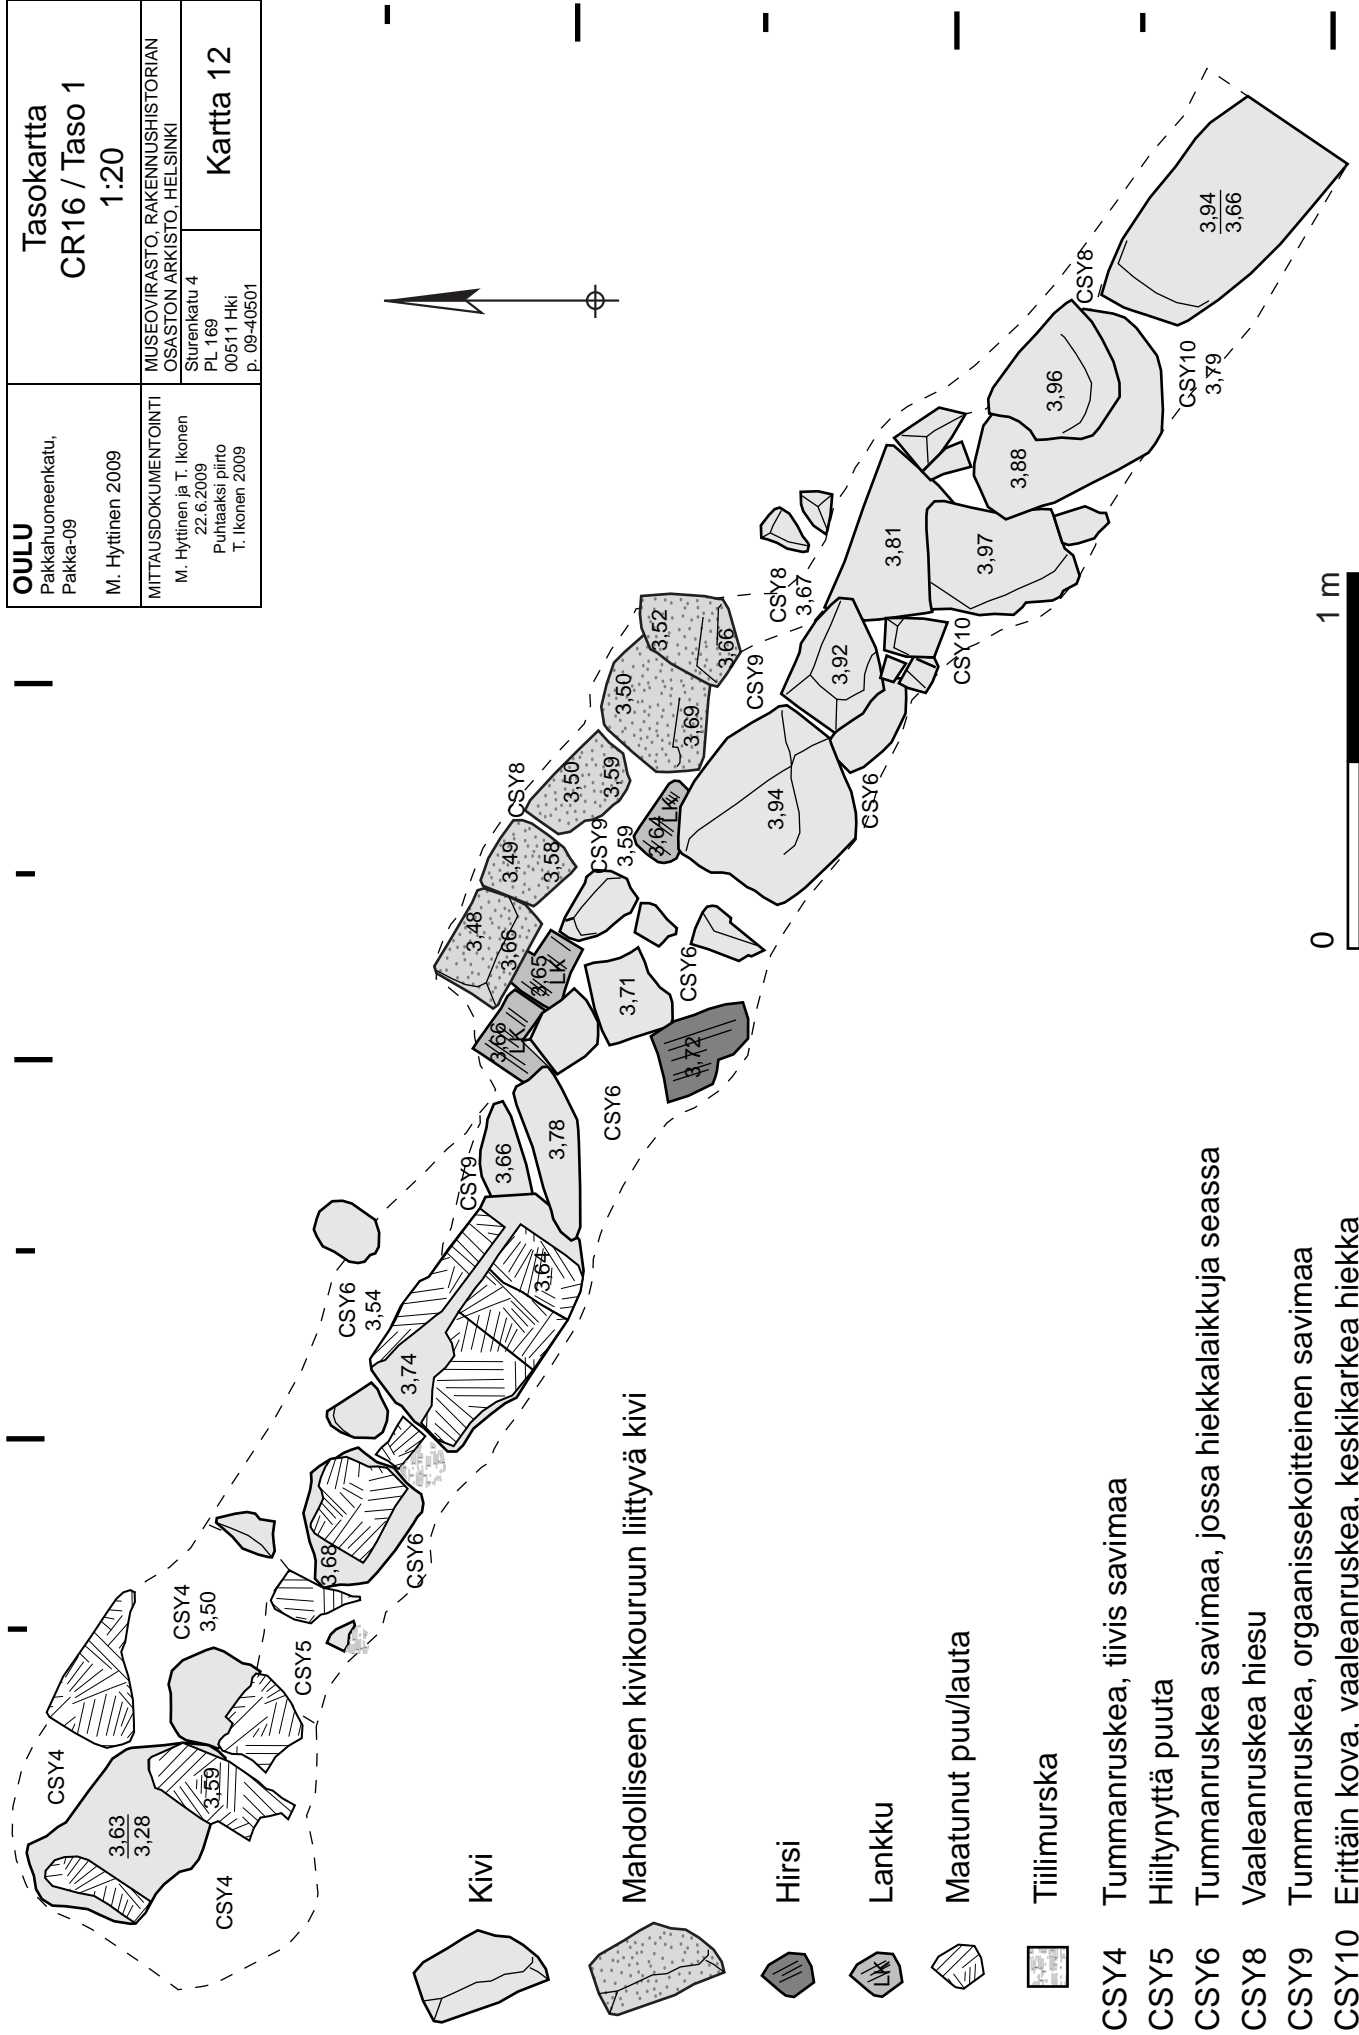 OULU
Pakkahuoneenkatu,
Pakka-09
M. Hyttinen 2009
Tasokartta
CR16 / Taso 1
1:20
MITTAUSDOKUMENTOINTI
M. Hyttinen ja T. Ikonen
22.6.2009
Puhtaaksi piirto
T. Ikonen 2009
MUSEOVIRASTO, RAKENNUSHISTORIAN
OSASTON ARKISTO, HELSINKI
Sturenkatu 4
PL 169
00511 Hki
p. 09-40501
Kartta 12
CSY4
3,63
3,28
3,59
CSY4
CSY4
3,50
CSY5
3,68
CSY6
3,74
CSY6
3,54
3,64
CSY9
3,66
3,78
CSY6
3,66
LK
3,65
LK
3,48
3,66
3,71
3,72
CSY6
3,49
3,58
CSY9
3,59
CSY8
3,50
3,59
3,64
LK
3,50
3,69
3,52
3,66
CSY9
3,94
CSY6
3,92
CSY8
3,67
CSY10
3,81
3,97
3,88
3,96
CSY8
CSY10
3,79
3,94
3,66
0
1 m
Kivi
Mahdolliseen kivikouruun liittyvä kivi
Hirsi
LK
Lankku
Maatunut puu/lauta
Tiilimurska
CSY4 Tummanruskea, tiivis savimaa
CSY5 Hiiltynyttä puuta
CSY6 Tummanruskea savimaa, jossa hiekkalaikkuja seassa
CSY8 Vaaleanruskea hiesu
CSY9 Tummanruskea, orgaanissekoitteinen savimaa
CSY10 Erittäin kova, vaaleanruskea, keskikarkea hiekka